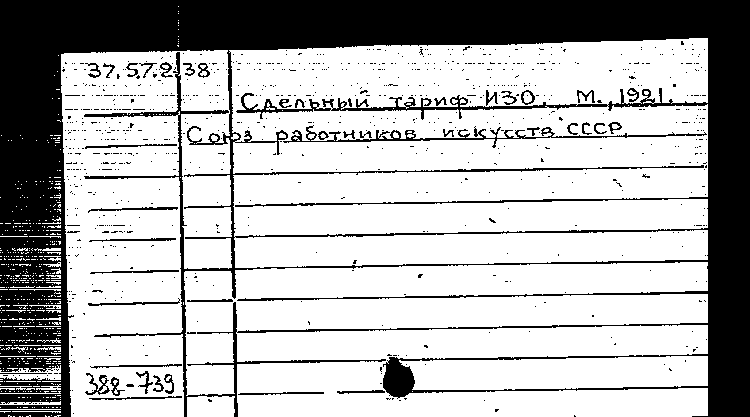 37.57.2.38
Сдельный тариф ИЗО. М., 1921.
Союз работников искусств СССР.
388-739